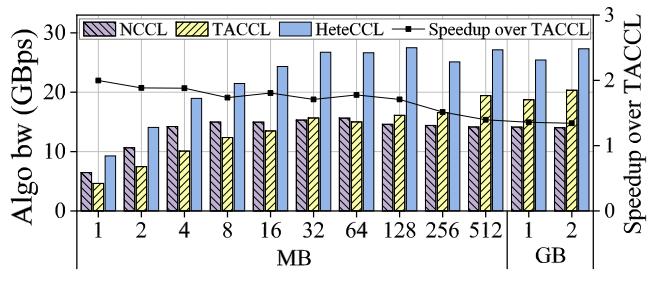 NCCL TACCL HeteCCL Speedup over TACCL
Algo bw (GBps)
30
20
10
0
Speedup over TACCL
3
2
1
0
1 2 4 8 16 32 64 128 256 512 1 2
MB GB